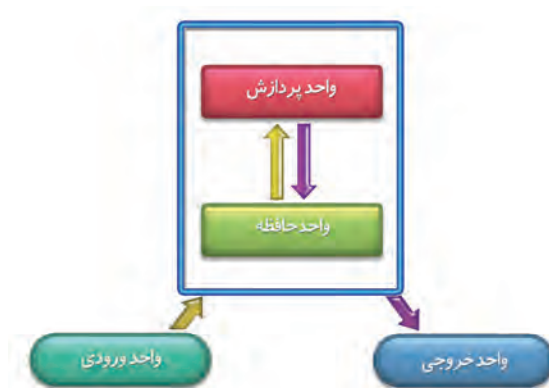 واحد پردازش
واحد حافظه
واحد ورودی
واحد خروجی